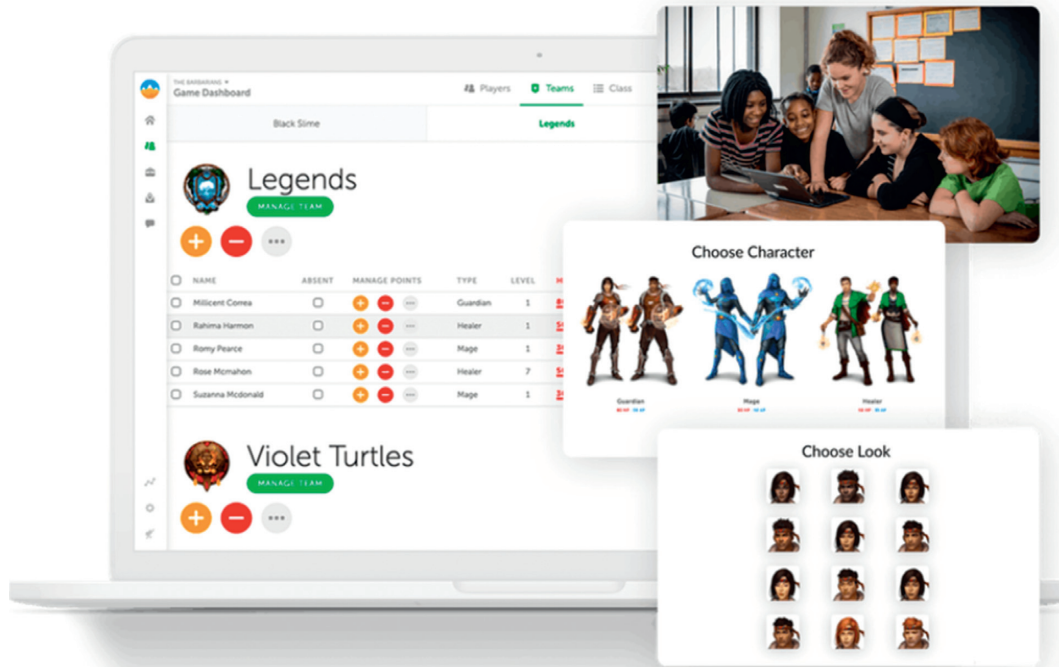 THE BARBARIANS
Game Dashboard
Players
Teams
Class
Black Slime
Legends
Legends
MANAGE TEAM
NAME ABSENT MANAGE POINTS TYPE LEVEL
Millicent Correa Guardian 1
Rahima Harmon Healer 1
Romy Pearce Mage 1
Rose Mcmahon Healer 7
Suzanna Mcdonald Mage 1
Violet Turtles
MANAGE TEAM
Choose Character
Guardian Mage Healer
Choose Look